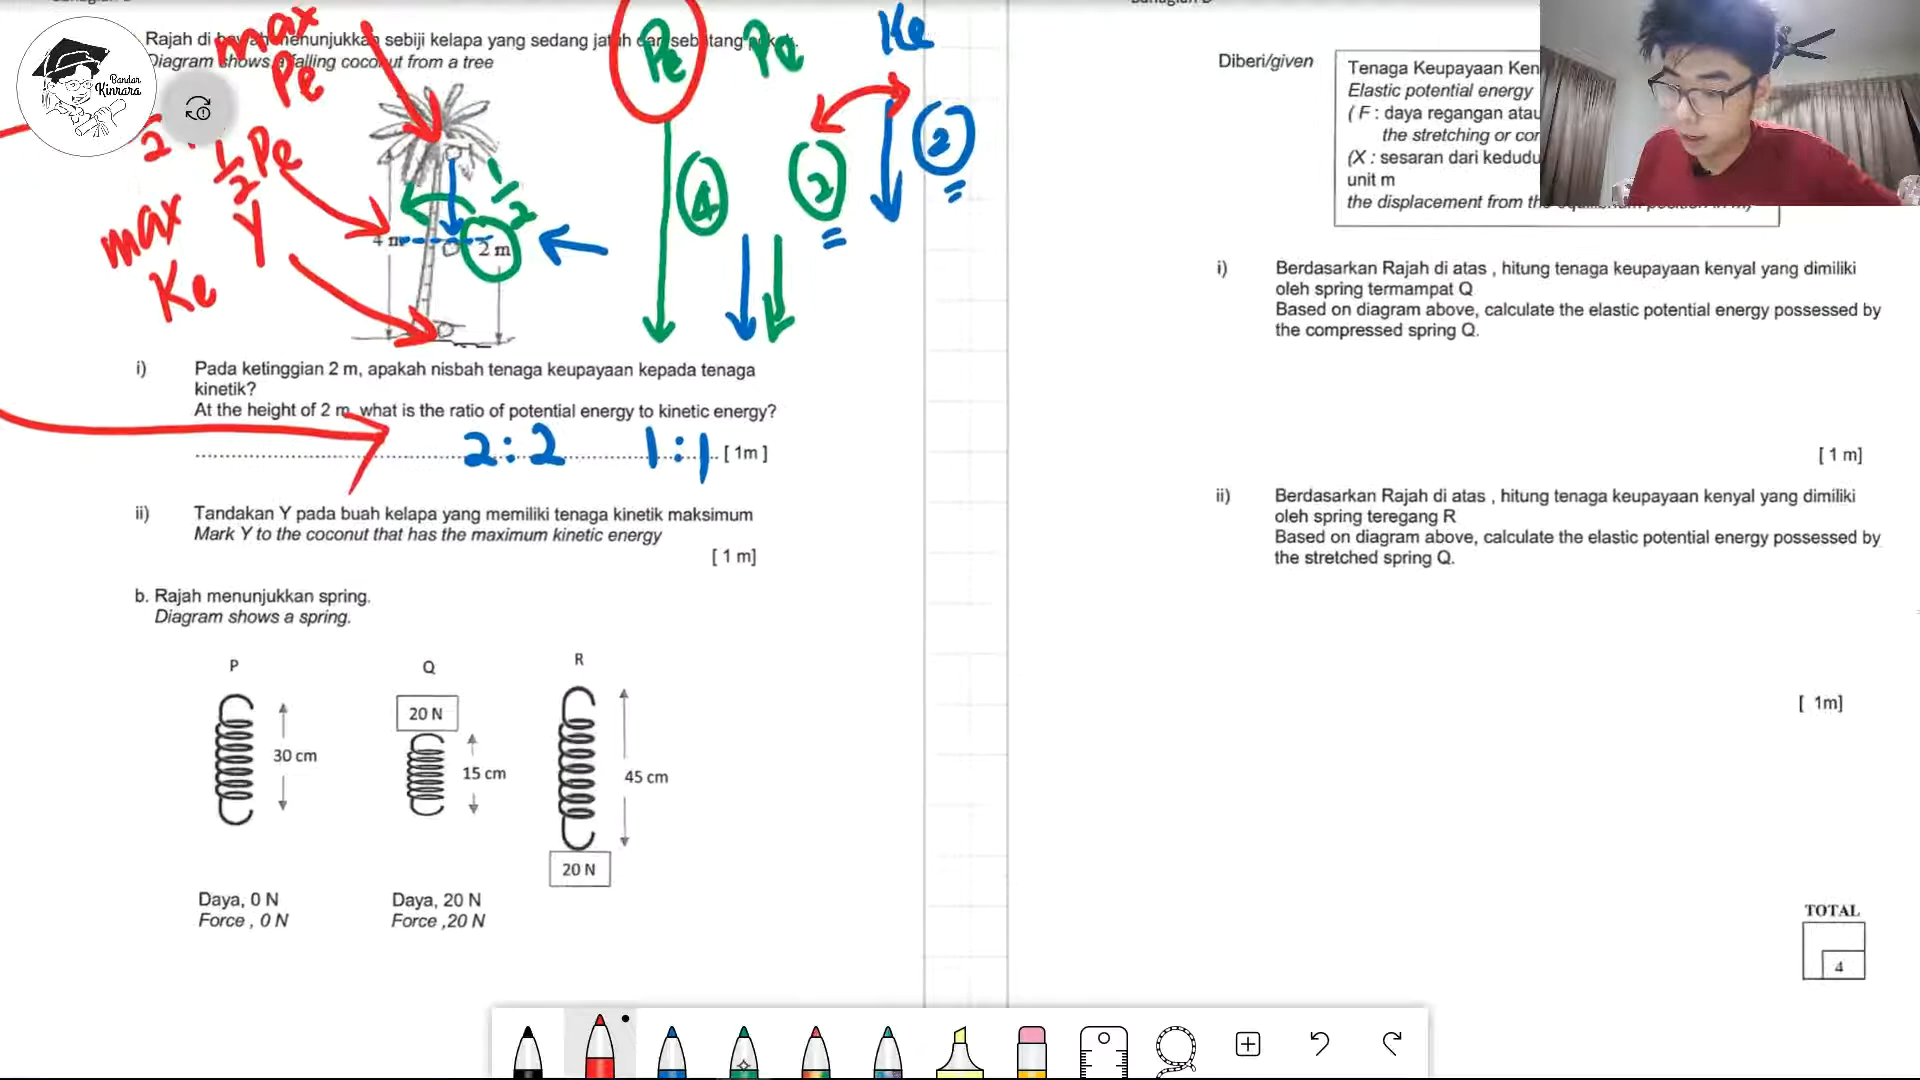 Bandar
Kinrara
Rajah di menunjukkan sebiji kelapa yang sedang jatuh dari sebatang
Diagram shows a falling coconut from a tree
max
Pe
1/2 Pe
max
Ke
Y
4 m
2 m
1/2
Pe
Pe
Ke
4
2
2
i) Pada ketinggian 2 m, apakah nisbah tenaga keupayaan kepada tenaga
kinetik?
At the height of 2 m, what is the ratio of potential energy to kinetic energy?
2:2 1:1 [ 1m ]
ii) Tandakan Y pada buah kelapa yang memiliki tenaga kinetik maksimum
Mark Y to the coconut that has the maximum kinetic energy
[ 1 m]
b. Rajah menunjukkan spring.
Diagram shows a spring.
P
Q
R
20 N
30 cm
15 cm
45 cm
20 N
Daya, 0 N
Force , 0 N
Daya, 20 N
Force ,20 N
Diberi/given
Tenaga Keupayaan Ken
Elastic potential energy
( F : daya regangan atau
the stretching or cor
(X : sesaran dari kedudu
unit m
the displacement from
i) Berdasarkan Rajah di atas , hitung tenaga keupayaan kenyal yang dimiliki
oleh spring termampat Q
Based on diagram above, calculate the elastic potential energy possessed by
the compressed spring Q.
[ 1 m]
ii) Berdasarkan Rajah di atas , hitung tenaga keupayaan kenyal yang dimiliki
oleh spring teregang R
Based on diagram above, calculate the elastic potential energy possessed by
the stretched spring Q.
[ 1m]
TOTAL
4